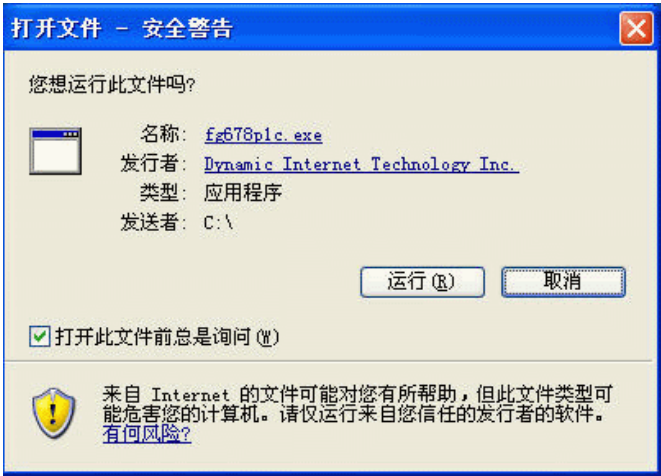 打开文件 - 安全警告
您想运行此文件吗?
名称: fg678p1c.exe
发行者: Dynamic Internet Technology Inc.
类型: 应用程序
发送者: C:\
运行(R)
取消
打开此文件前总是询问(W)
来自 Internet 的文件可能对您有所帮助，但此文件类型可
能危害您的计算机。请仅运行来自您信任的发行者的软件。
有何风险?